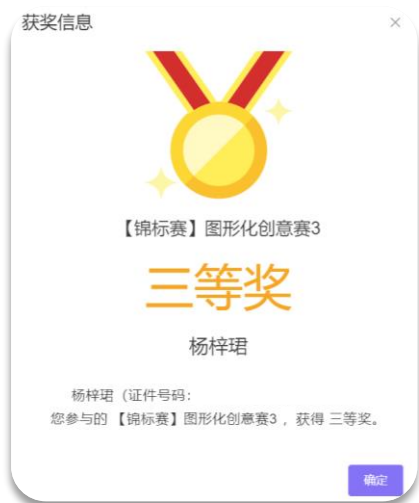 获奖信息
【锦标赛】图形化创意赛3
三等奖
杨梓珺
杨梓珺（证件号码：
您参与的 【锦标赛】图形化创意赛3 ，获得 三等奖。
确定